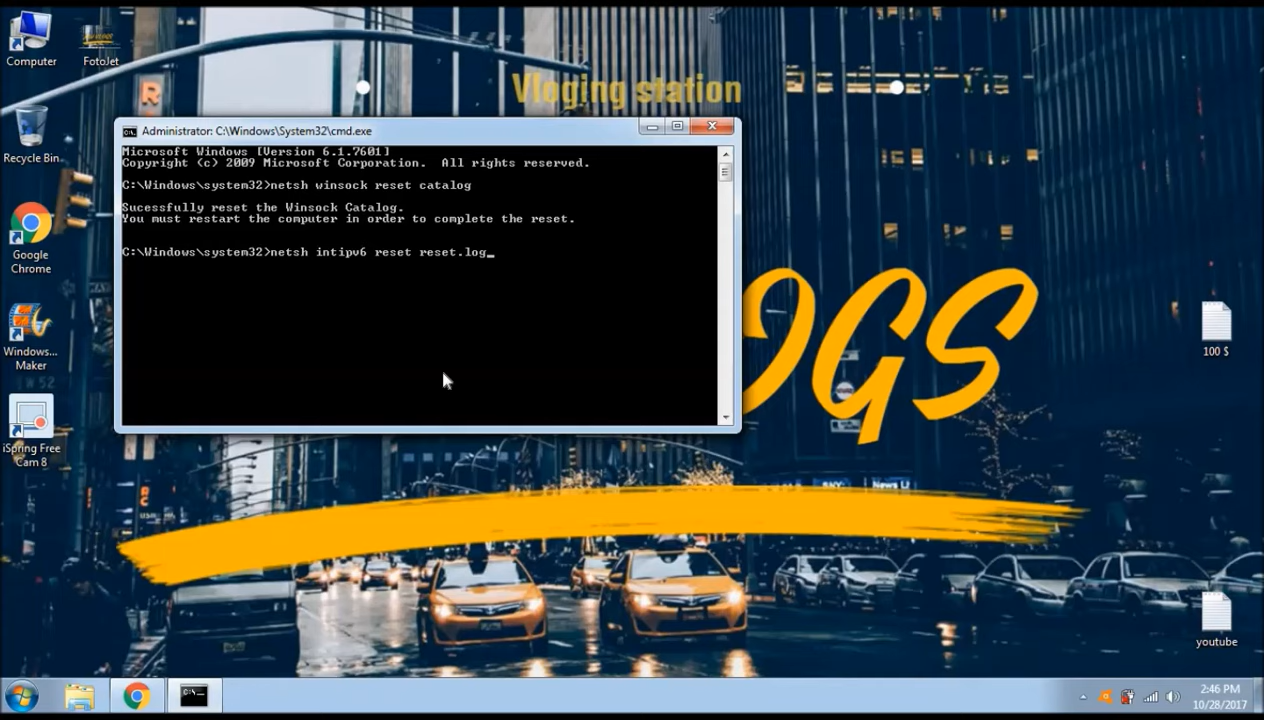 Computer
FotoJet
Recycle Bin
Google
Chrome
Windows...
Maker
iSpring Free
Cam 8
Vloging station
Administrator: C:\Windows\System32\cmd.exe
Microsoft Windows [Version 6.1.7601]
Copyright (c) 2009 Microsoft Corporation.  All rights reserved.
C:\Windows\system32>netsh winsock reset catalog
Sucessfully reset the Winsock Catalog.
You must restart the computer in order to complete the reset.
C:\Windows\system32>netsh intipv6 reset reset.log_
OGS
100 $
youtube
2:46 PM
10/28/2017